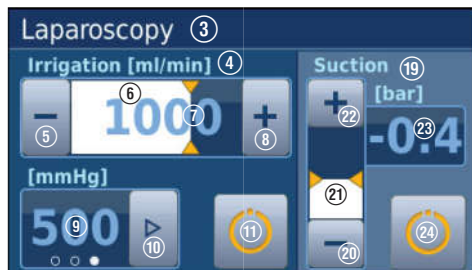 Laparoscopy ③
Irrigation [ml/min] ④
Suction ⑲
− ⑤
⑥ 1000 ⑦
+ ⑧
+ ㉒
[bar]
-0.4 ㉓
[mmHg]
500 ⑨
⑩
⑪
㉑
− ⑳
㉔